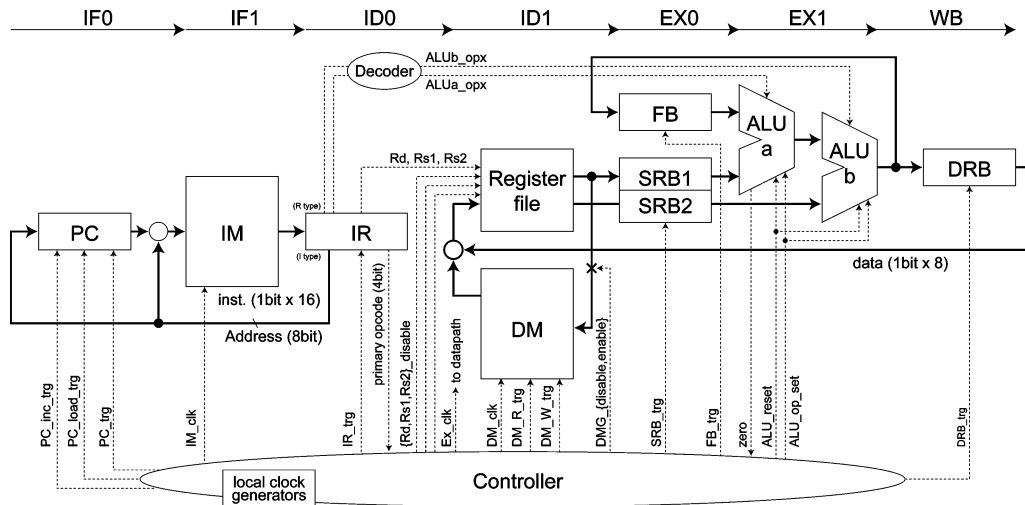 IF0
IF1
ID0
ID1
EX0
EX1
WB
Decoder
ALUb_opx
ALUa_opx
FB
ALU
a
ALU
b
DRB
Rd, Rs1, Rs2
Register
file
SRB1
SRB2
PC
IM
(R type)
IR
(I type)
inst. (1bit x 16)
Address (8bit)
data (1bit x 8)
DM
PC_inc_trg
PC_load_trg
PC_trg
IM_clk
IR_trg
primary opcode (4bit)
{Rd,Rs1,Rs2}_disable
Ex_clk
to datapath
DM_clk
DM_R_trg
DM_W_trg
DMG_{disable,enable}
SRB_trg
FB_trg
zero
ALU_reset
ALU_op_set
DRB_trg
local clock
generators
Controller